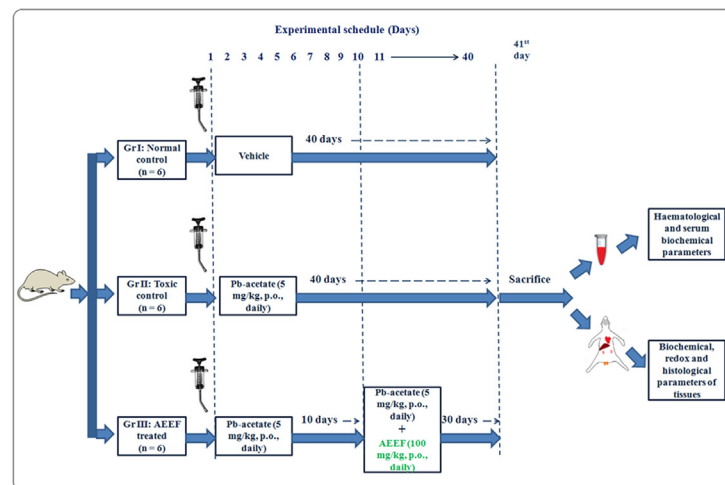 Experimental schedule (Days)
1 2 3 4 5 6 7 8 9 10 11 40
41st
day
40 days
Gr I: Normal
control
(n = 6)
Vehicle
Gr II: Toxic
control
(n = 6)
Pb-acetate (5
mg/kg, p.o.,
daily)
40 days
Sacrifice
Haematological
and serum
biochemical
parameters
Biochemical,
redox and
histological
parameters of
tissues
Gr III: AEEF
treated
(n = 6)
Pb-acetate (5
mg/kg, p.o.,
daily)
10 days
Pb-acetate (5
mg/kg, p.o.,
daily)
+
AEEF (100
mg/kg, p.o.,
daily)
30 days